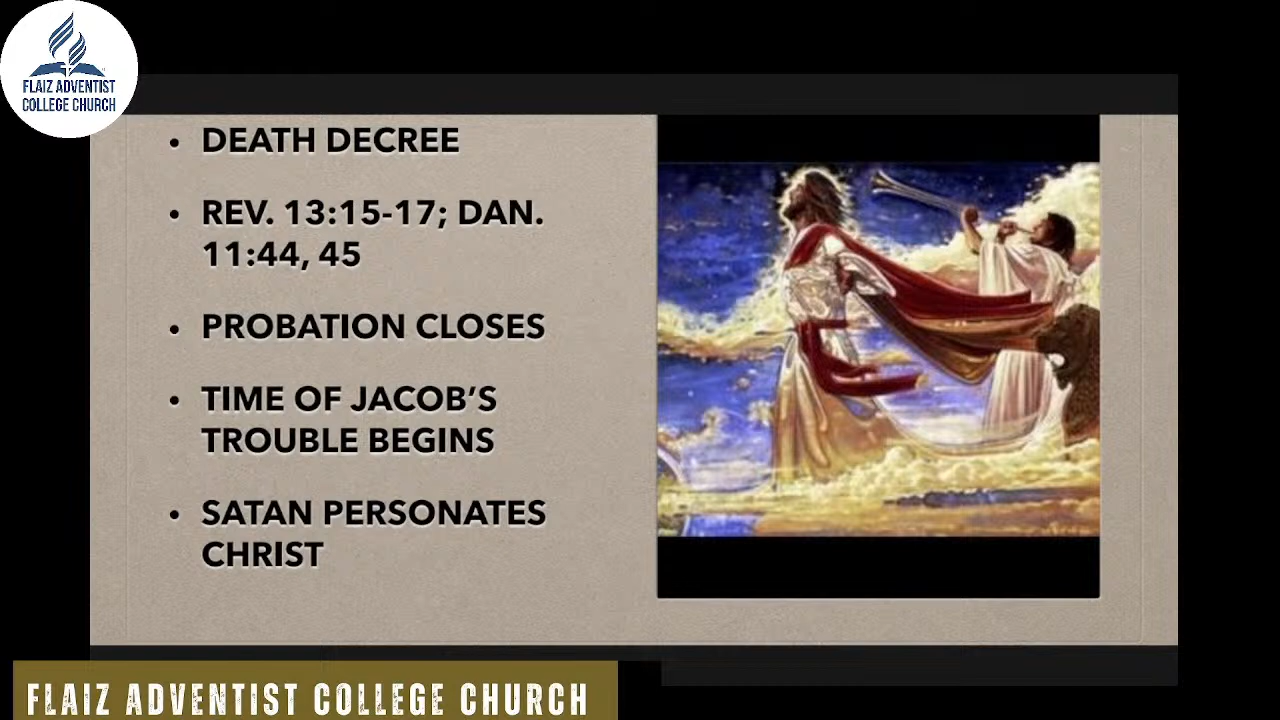 FLAIZ ADVENTIST
COLLEGE CHURCH
• DEATH DECREE
• REV. 13:15-17; DAN.
11:44, 45
• PROBATION CLOSES
• TIME OF JACOB’S
TROUBLE BEGINS
• SATAN PERSONATES
CHRIST
FLAIZ ADVENTIST COLLEGE CHURCH